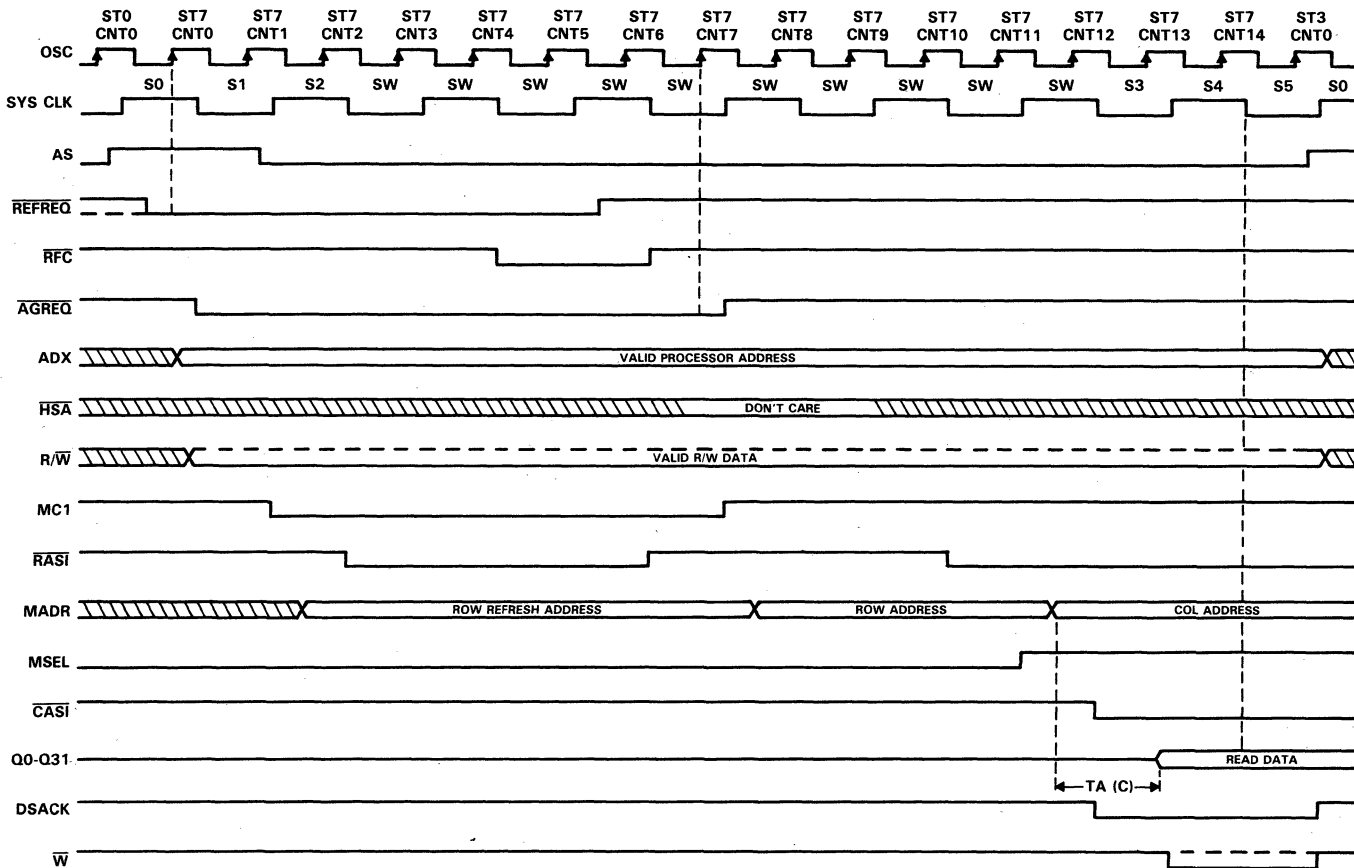 ST0 ST7 ST7 ST7 ST7 ST7 ST7 ST7 ST7 ST7 ST7 ST7 ST7 ST7 ST7 ST7 ST3
CNT0 CNT0 CNT1 CNT2 CNT3 CNT4 CNT5 CNT6 CNT7 CNT8 CNT9 CNT10 CNT11 CNT12 CNT13 CNT14 CNT0
OSC
S0 S1 S2 SW SW SW SW SW SW SW SW SW SW SW S3 S4 S5 S0
SYS CLK
AS
REFREQ
RFC
AGREQ
ADX VALID PROCESSOR ADDRESS
HSA DON'T CARE
R/W VALID R/W DATA
MC1
RASI
MADR ROW REFRESH ADDRESS ROW ADDRESS COL ADDRESS
MSEL
CASI
Q0-Q31 READ DATA
TA (C)
DSACK
W